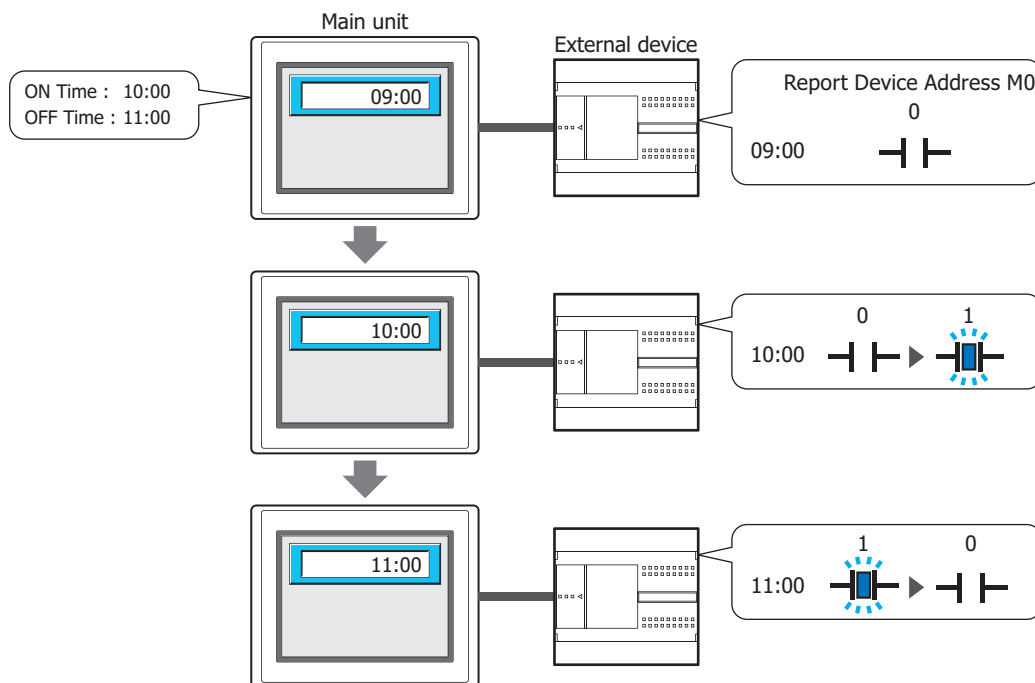 Main unit
External device
ON Time : 10:00
OFF Time : 11:00
09:00
Report Device Address M0
0
09:00
10:00
0 1
10:00
11:00
1 0
11:00